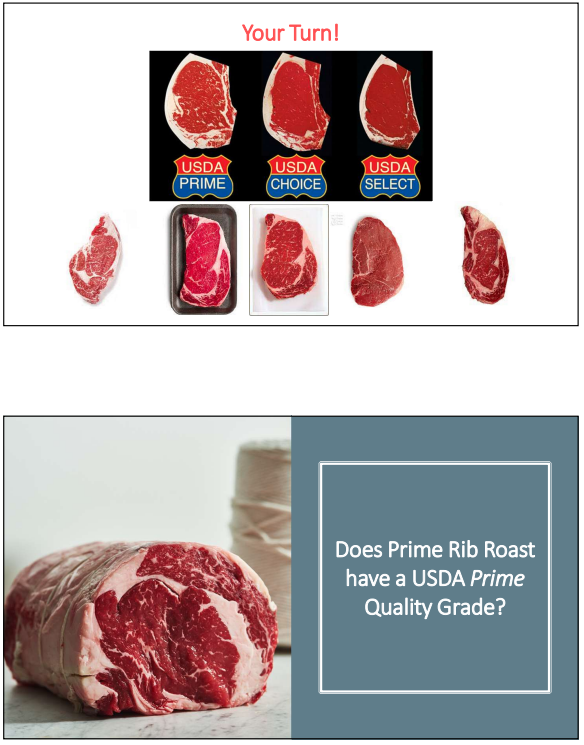 Your Turn!
USDA
PRIME
USDA
CHOICE
USDA
SELECT
Does Prime Rib Roast
have a USDA Prime
Quality Grade?